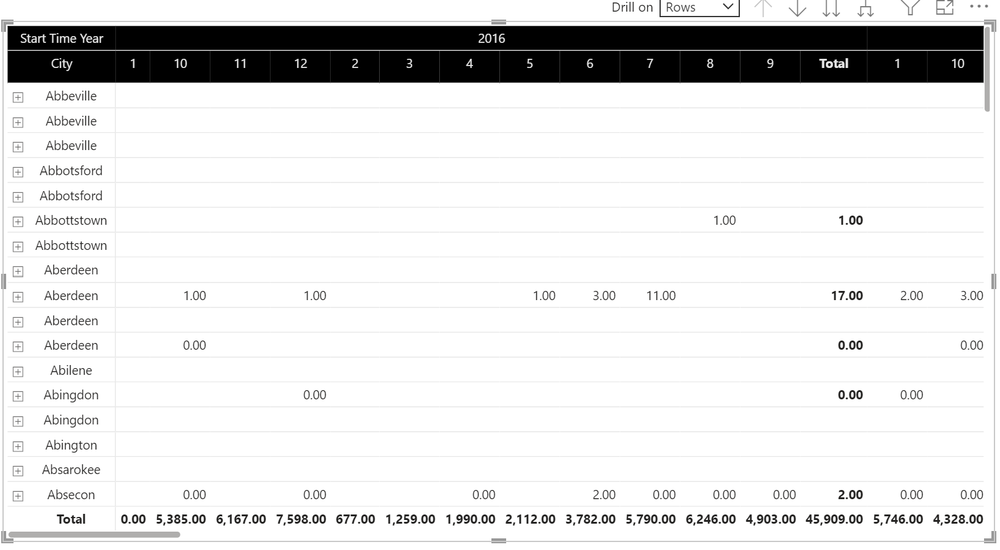 Drill on Rows
Start Time Year 2016
City 1 10 11 12 2 3 4 5 6 7 8 9 Total 1 10
Abbeville
Abbeville
Abbeville
Abbotsford
Abbotsford
Abbottstown 1.00 1.00
Abbottstown
Aberdeen
Aberdeen 1.00 1.00 1.00 3.00 11.00 17.00 2.00 3.00
Aberdeen
Aberdeen 0.00 0.00 0.00
Abilene
Abingdon 0.00 0.00 0.00
Abingdon
Abington
Absarokee
Absecon 0.00 0.00 0.00 2.00 0.00 0.00 0.00 2.00 0.00 0.00
Total 0.00 5,385.00 6,167.00 7,598.00 677.00 1,259.00 1,990.00 2,112.00 3,782.00 5,790.00 6,246.00 4,903.00 45,909.00 5,746.00 4,328.00